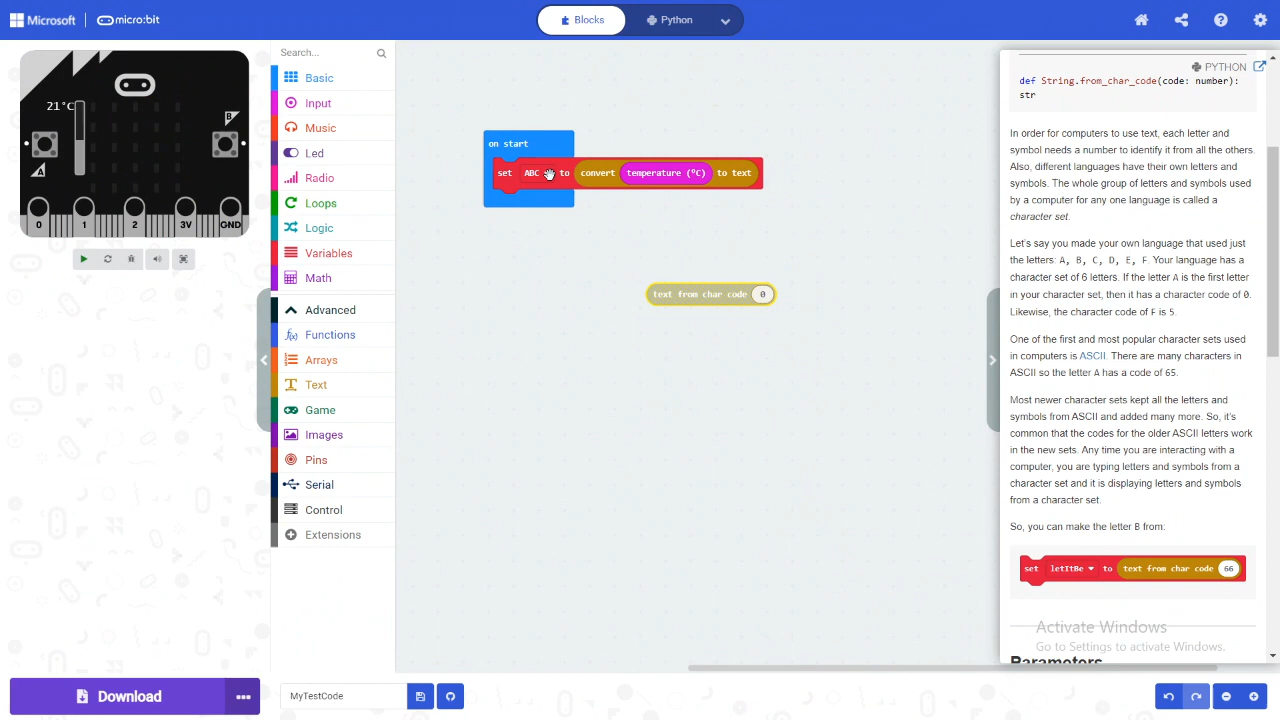 Microsoft
micro:bit
Blocks
Python
21°C
B
A
0 1 2 3V GND
Search...
Basic
Input
Music
Led
Radio
Loops
Logic
Variables
Math
Advanced
Functions
Arrays
Text
Game
Images
Pins
Serial
Control
Extensions
on start
set ABC to convert temperature (°C) to text
text from char code 0
PYTHON
def String.from_char_code(code: number):
str
In order for computers to use text, each letter and
symbol needs a number to identify it from all the others.
Also, different languages have their own letters and
symbols. The whole group of letters and symbols used
by a computer for any one language is called a
character set.
Let's say you made your own language that used just
the letters: A, B, C, D, E, F. Your language has a
character set of 6 letters. If the letter A is the first letter
in your character set, then it has a character code of 0.
Likewise, the character code of F is 5.
One of the first and most popular character sets used
in computers is ASCII. There are many characters in
ASCII so the letter A has a code of 65.
Most newer character sets kept all the letters and
symbols from ASCII and added many more. So, it's
common that the codes for the older ASCII letters work
in the new sets. Any time you are interacting with a
computer, you are typing letters and symbols from a
character set and it is displaying letters and symbols
from a character set.
So, you can make the letter B from:
set letItBe to text from char code 66
Activate Windows
Go to Settings to activate Windows.
Parameters
Download
MyTestCode